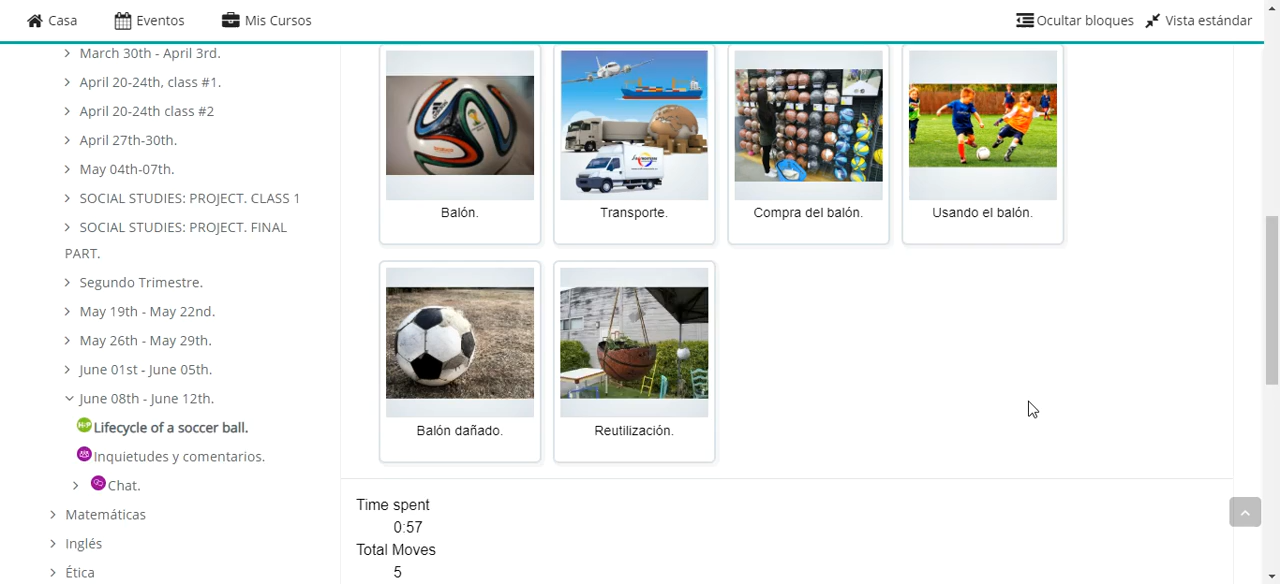 Casa
Eventos
Mis Cursos
Ocultar bloques
Vista estándar
March 30th - April 3rd.
April 20-24th, class #1.
April 20-24th class #2
April 27th-30th.
May 04th-07th.
SOCIAL STUDIES: PROJECT. CLASS 1
SOCIAL STUDIES: PROJECT. FINAL
PART.
Segundo Trimestre.
May 19th - May 22nd.
May 26th - May 29th.
June 01st - June 05th.
June 08th - June 12th.
H-P Lifecycle of a soccer ball.
Inquietudes y comentarios.
Chat.
Matemáticas
Inglés
Ética
Balón.
Transporte.
Compra del balón.
Usando el balón.
Balón dañado.
Reutilización.
Time spent
0:57
Total Moves
5